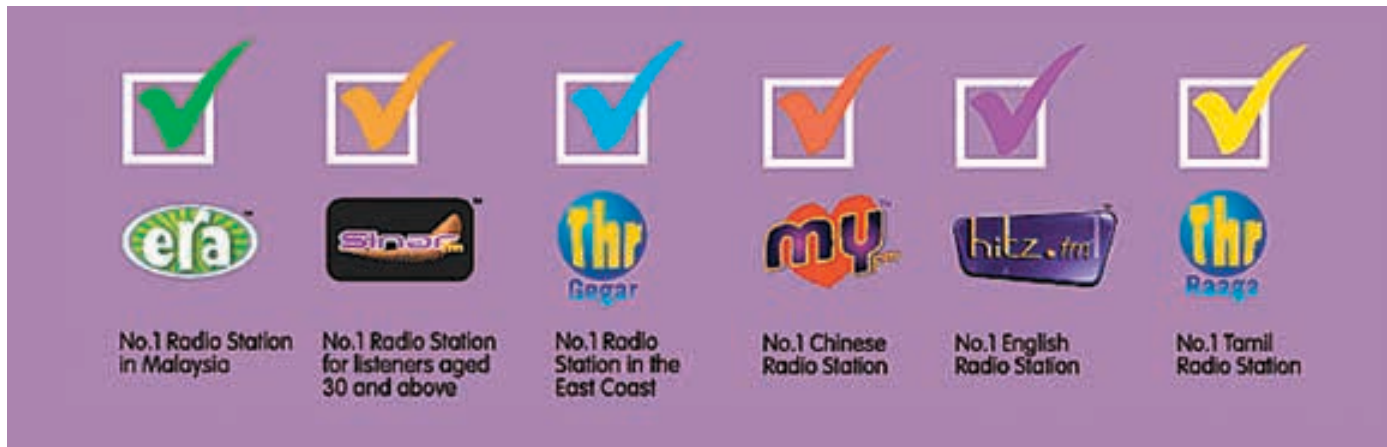 era
Sinar fm
Thr
Gegar
my fm
hitz.fm
Thr
Raaga
No.1 Radio Station
in Malaysia
No.1 Radio Station
for listeners aged
30 and above
No.1 Radio
Station in the
East Coast
No.1 Chinese
Radio Station
No.1 English
Radio Station
No.1 Tamil
Radio Station